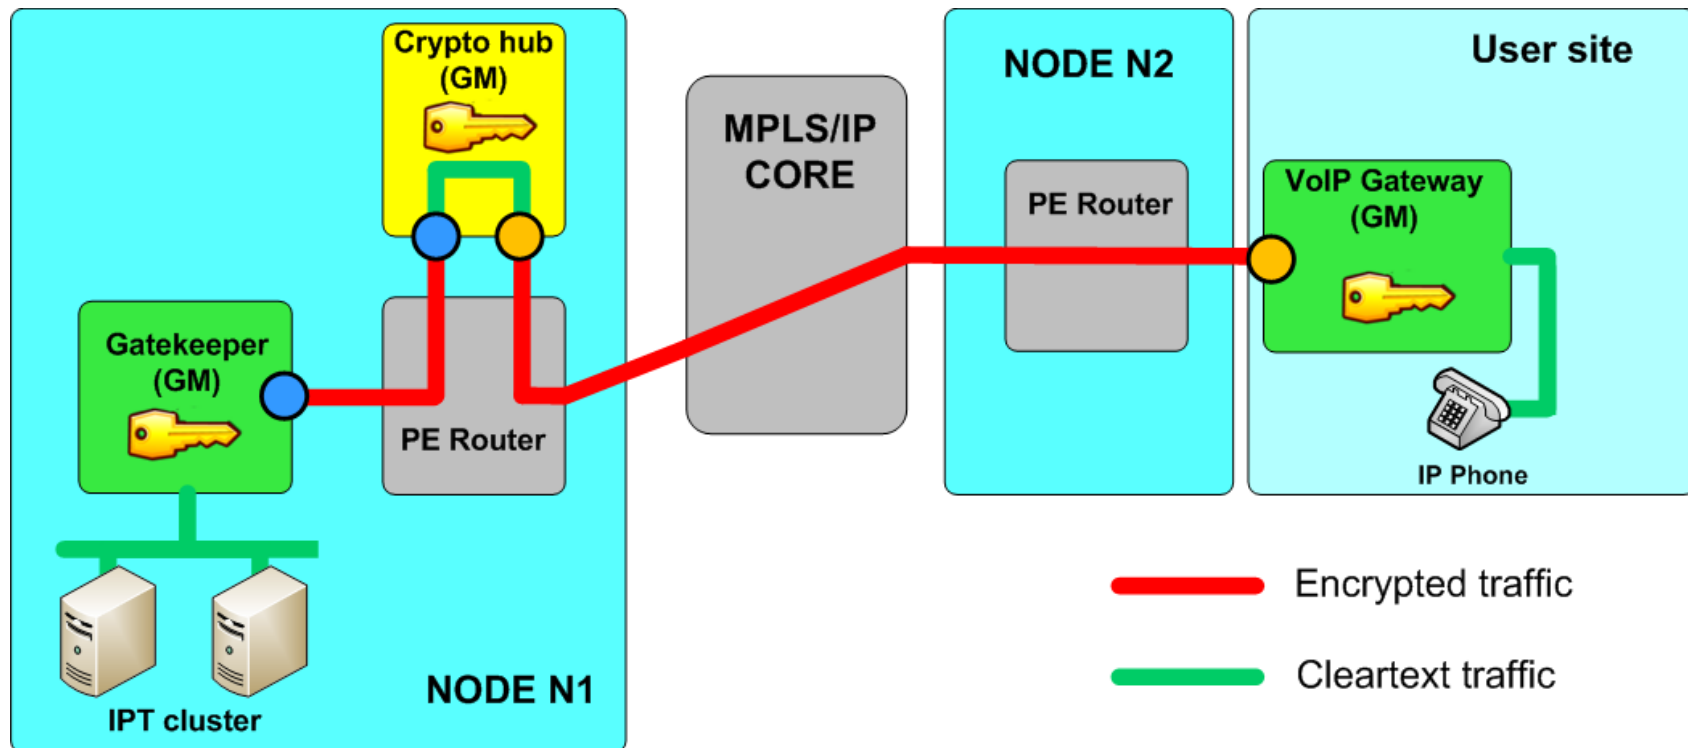 Crypto hub
(GM)
Gatekeeper
(GM)
PE Router
IPT cluster
NODE N1
MPLS/IP
CORE
NODE N2
PE Router
User site
VoIP Gateway
(GM)
IP Phone
Encrypted traffic
Cleartext traffic